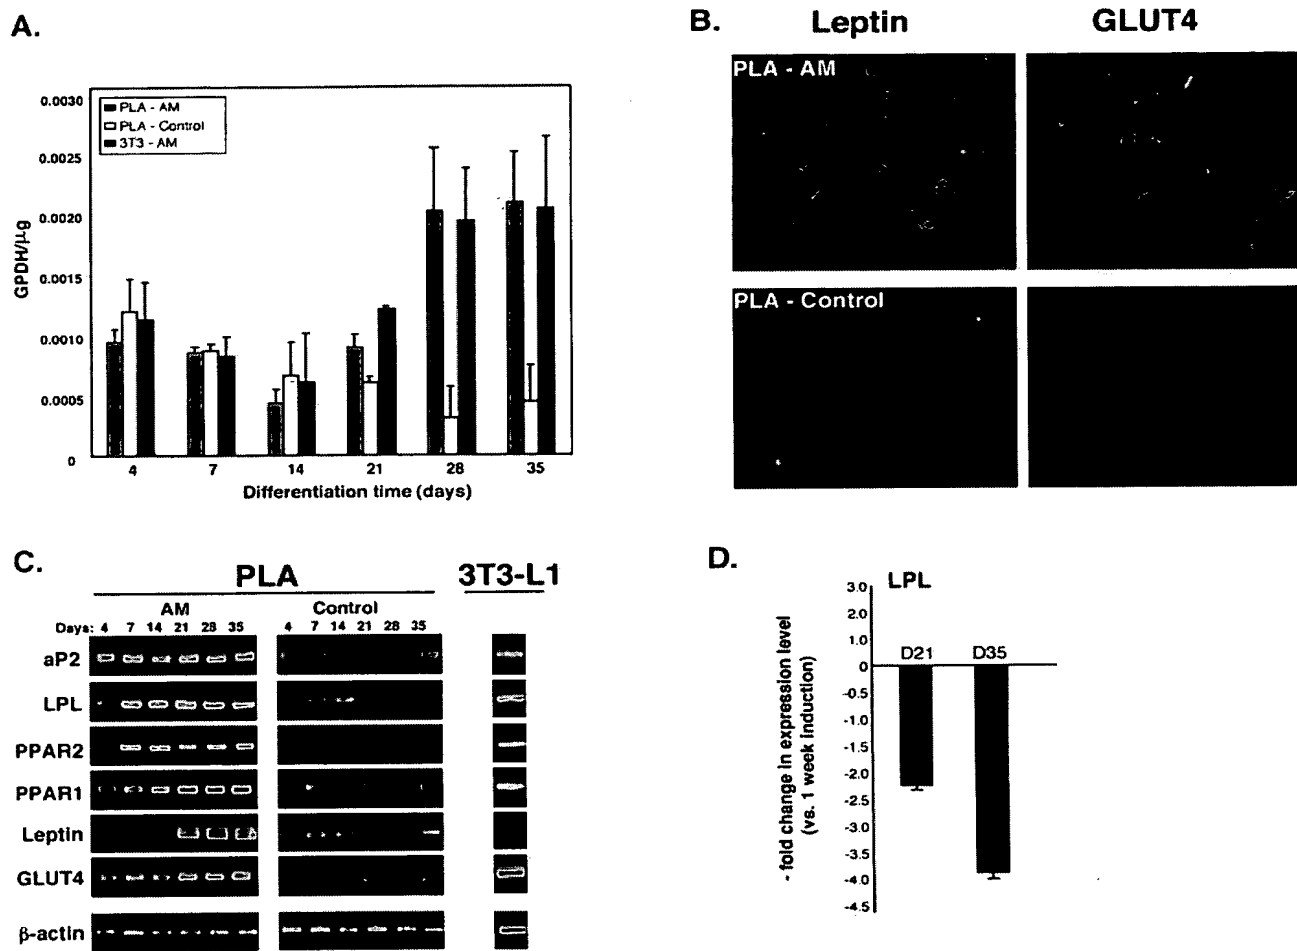 A.
0.0030
0.0025
0.0020
0.0015
0.0010
0.0005
0
GPDH/µg
PLA - AM
PLA - Control
3T3 - AM
4 7 14 21 28 35
Differentiation time (days)
B.
Leptin GLUT4
PLA - AM
PLA - Control
C.
PLA 3T3-L1
AM Control
Days: 4 7 14 21 28 35 4 7 14 21 28 35
aP2
LPL
PPAR2
PPAR1
Leptin
GLUT4
β-actin
D.
LPL
- fold change in expression level
(vs. 1 week induction)
3.0
2.0
1.0
0
-0.5
-1.0
-1.5
-2.0
-2.5
-3.0
-3.5
-4.0
-4.5
D21 D35